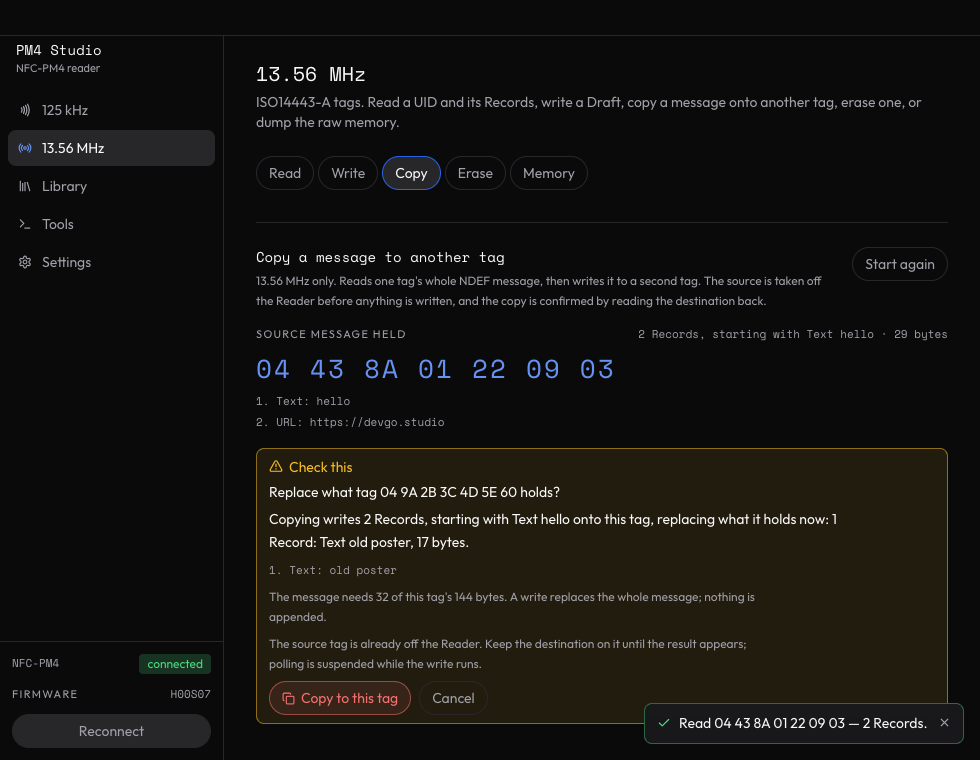 PM4 Studio
NFC-PM4 reader
125 kHz
13.56 MHz
Library
Tools
Settings
NFC-PM4
connected
FIRMWARE
H00S07
Reconnect
13.56 MHz
ISO14443-A tags. Read a UID and its Records, write a Draft, copy a message onto another tag, erase one, or
dump the raw memory.
Read
Write
Copy
Erase
Memory
Copy a message to another tag
Start again
13.56 MHz only. Reads one tag's whole NDEF message, then writes it to a second tag. The source is taken off
the Reader before anything is written, and the copy is confirmed by reading the destination back.
SOURCE MESSAGE HELD
2 Records, starting with Text hello · 29 bytes
04 43 8A 01 22 09 03
1. Text: hello
2. URL: https://devgo.studio
Check this
Replace what tag 04 9A 2B 3C 4D 5E 60 holds?
Copying writes 2 Records, starting with Text hello onto this tag, replacing what it holds now: 1
Record: Text old poster, 17 bytes.
1. Text: old poster
The message needs 32 of this tag's 144 bytes. A write replaces the whole message; nothing is
appended.
The source tag is already off the Reader. Keep the destination on it until the result appears;
polling is suspended while the write runs.
Copy to this tag
Cancel
Read 04 43 8A 01 22 09 03 — 2 Records.